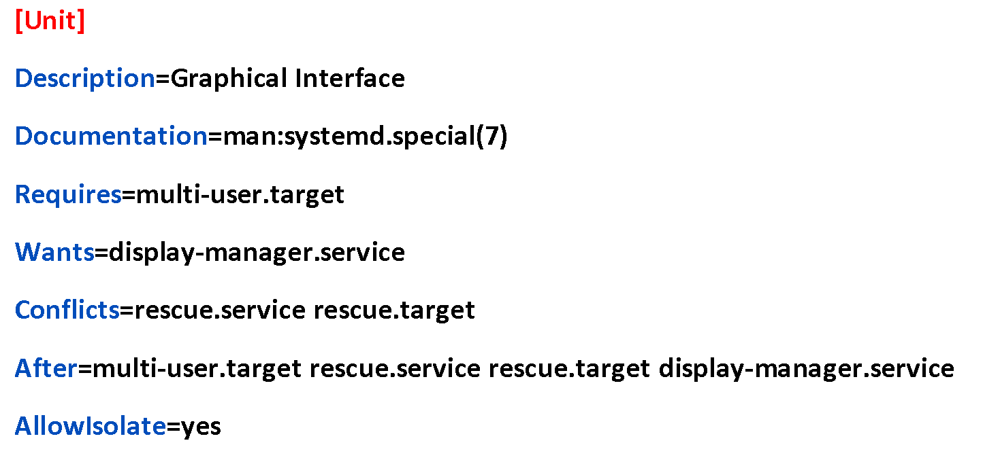 [Unit]
Description=Graphical Interface
Documentation=man:systemd.special(7)
Requires=multi-user.target
Wants=display-manager.service
Conflicts=rescue.service rescue.target
After=multi-user.target rescue.service rescue.target display-manager.service
AllowIsolate=yes